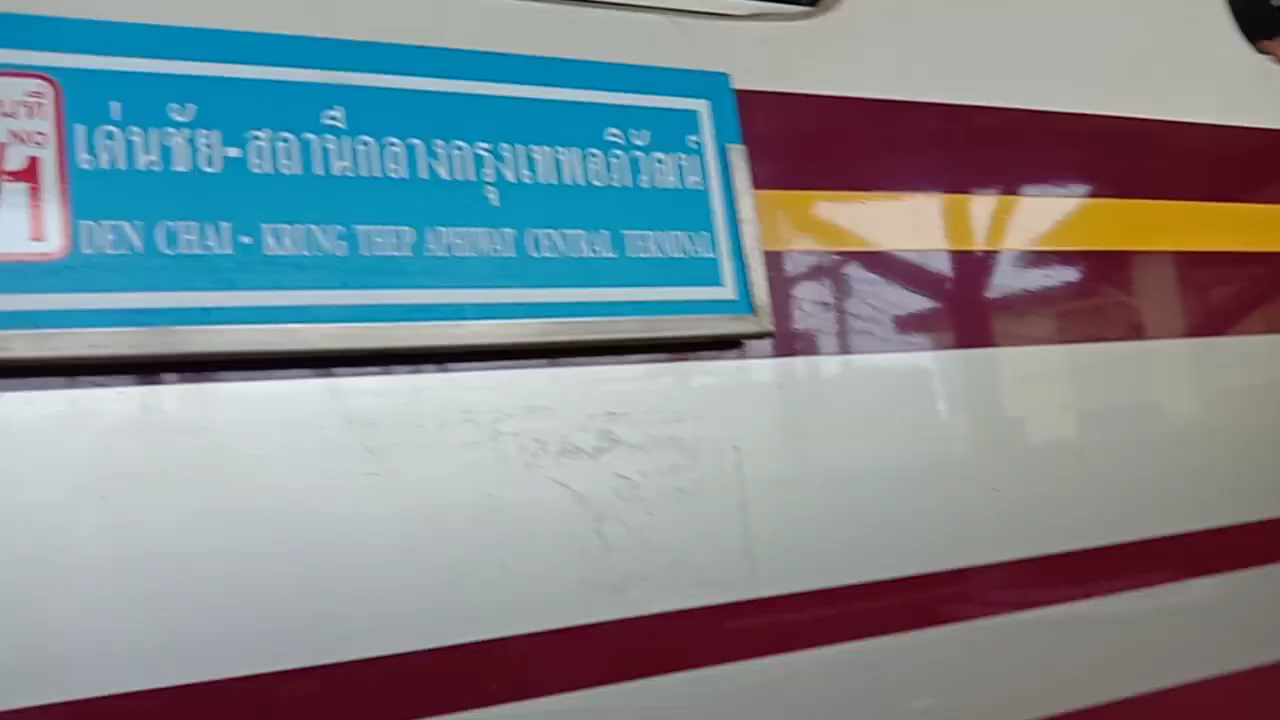 NO
เด่นชัย-สถานีกลางกรุงเทพอภิวัฒน์
DEN CHAI - KRUNG THEP APHIWAT CENTRAL TERMINAL